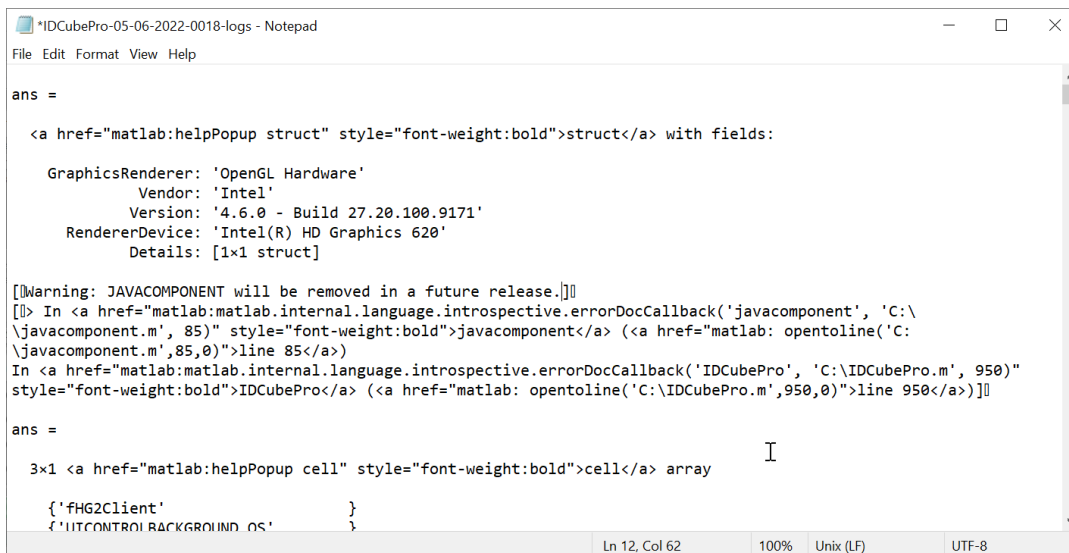 *IDCubePro-05-06-2022-0018-logs - Notepad
File Edit Format View Help
ans =
<a href="matlab:helpPopup struct" style="font-weight:bold">struct</a> with fields:
GraphicsRenderer: 'OpenGL Hardware'
Vendor: 'Intel'
Version: '4.6.0 - Build 27.20.100.9171'
RendererDevice: 'Intel(R) HD Graphics 620'
Details: [1×1 struct]
[▯Warning: JAVACOMPONENT will be removed in a future release.]▯
[▯> In <a href="matlab:matlab.internal.language.introspective.errorDocCallback('javacomponent', 'C:\
\javacomponent.m', 85)" style="font-weight:bold">javacomponent</a> (<a href="matlab: opentoline('C:
\javacomponent.m',85,0)">line 85</a>)
In <a href="matlab:matlab.internal.language.introspective.errorDocCallback('IDCubePro', 'C:\IDCubePro.m', 950)"
style="font-weight:bold">IDCubePro</a> (<a href="matlab: opentoline('C:\IDCubePro.m',950,0)">line 950</a>)]▯
ans =
3×1 <a href="matlab:helpPopup cell" style="font-weight:bold">cell</a> array
{'fHG2Client' }
{'UICONTROLBACKGROUND_OS' }
Ln 12, Col 62 100% Unix (LF) UTF-8